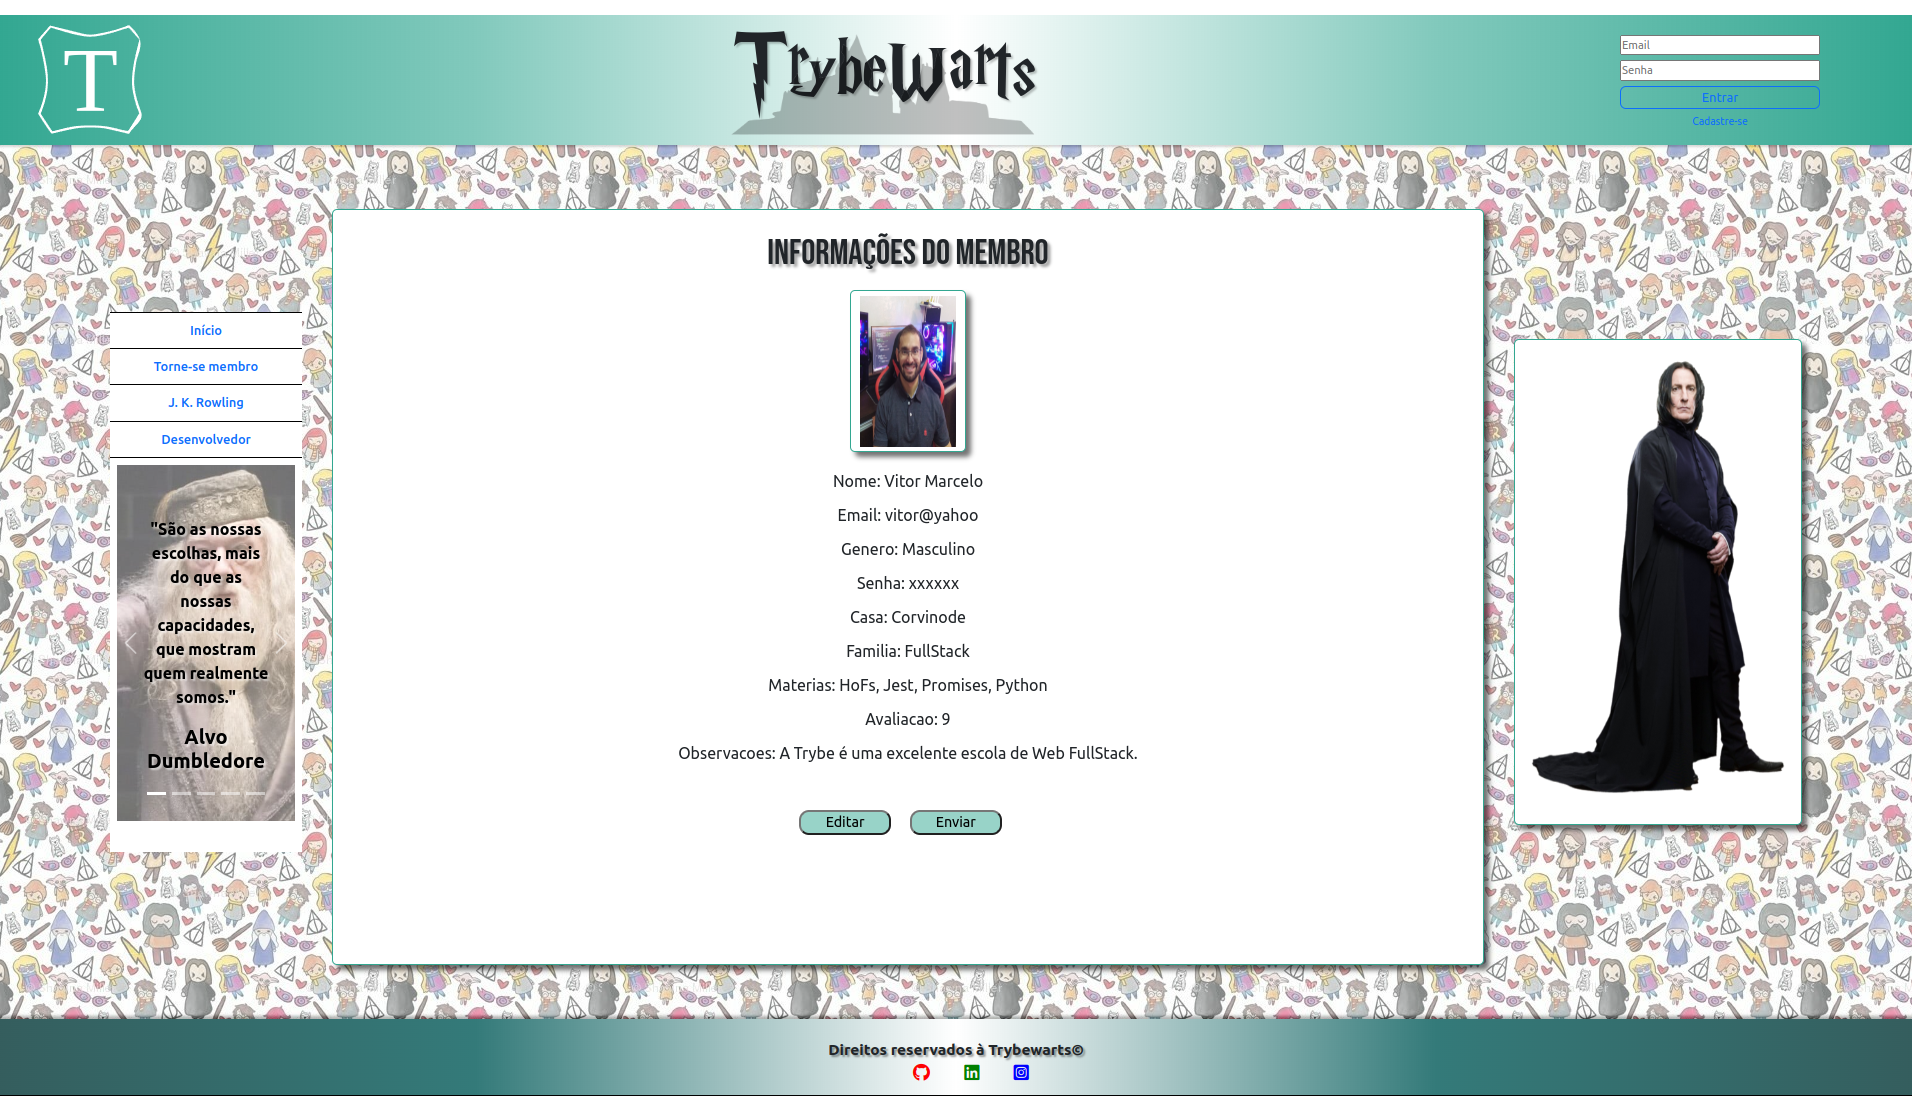 T
TrybeWarts
Email
Senha
Entrar
Cadastre-se
INFORMAÇÕES DO MEMBRO
Início
Torne-se membro
J. K. Rowling
Desenvolvedor
"São as nossas
escolhas, mais
do que as
nossas
capacidades,
que mostram
quem realmente
somos."
Alvo
Dumbledore
Nome: Vitor Marcelo
Email: vitor@yahoo
Genero: Masculino
Senha: xxxxxx
Casa: Corvinode
Familia: FullStack
Materias: HoFs, Jest, Promises, Python
Avaliacao: 9
Observacoes: A Trybe é uma excelente escola de Web FullStack.
Editar
Enviar
Direitos reservados à Trybewarts©
in